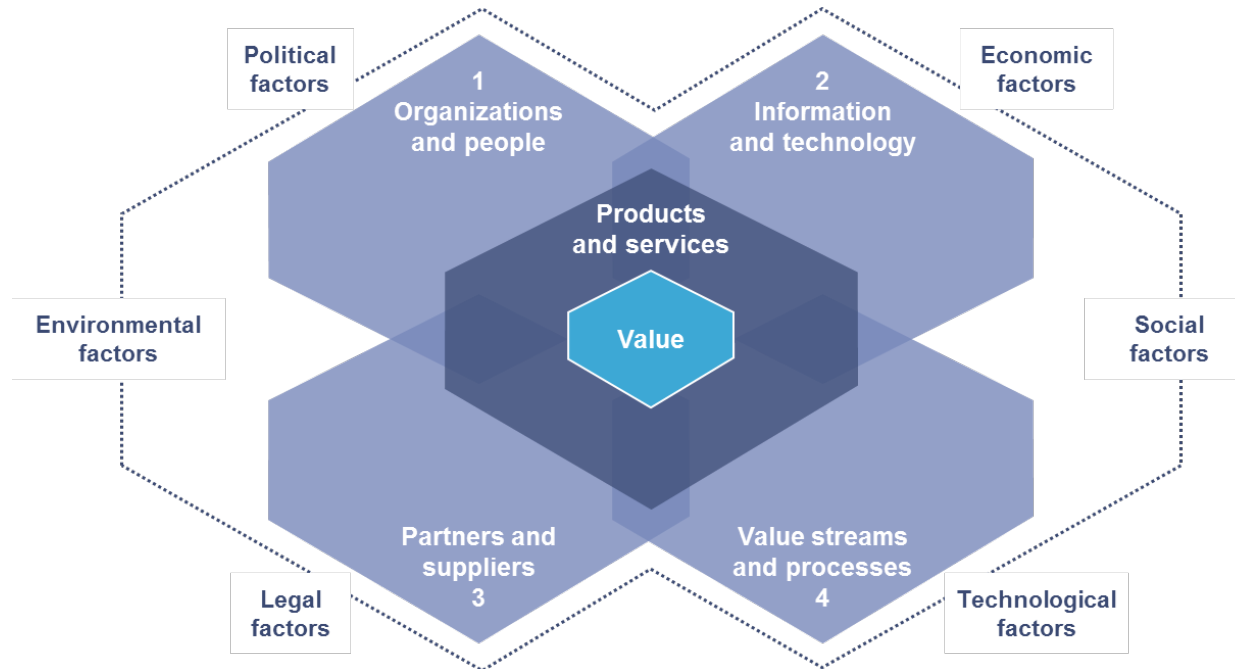 Political
factors
1
Organizations
and people
2
Information
and technology
Economic
factors
Products
and services
Environmental
factors
Value
Social
factors
Partners and
suppliers
3
Value streams
and processes
4
Legal
factors
Technological
factors